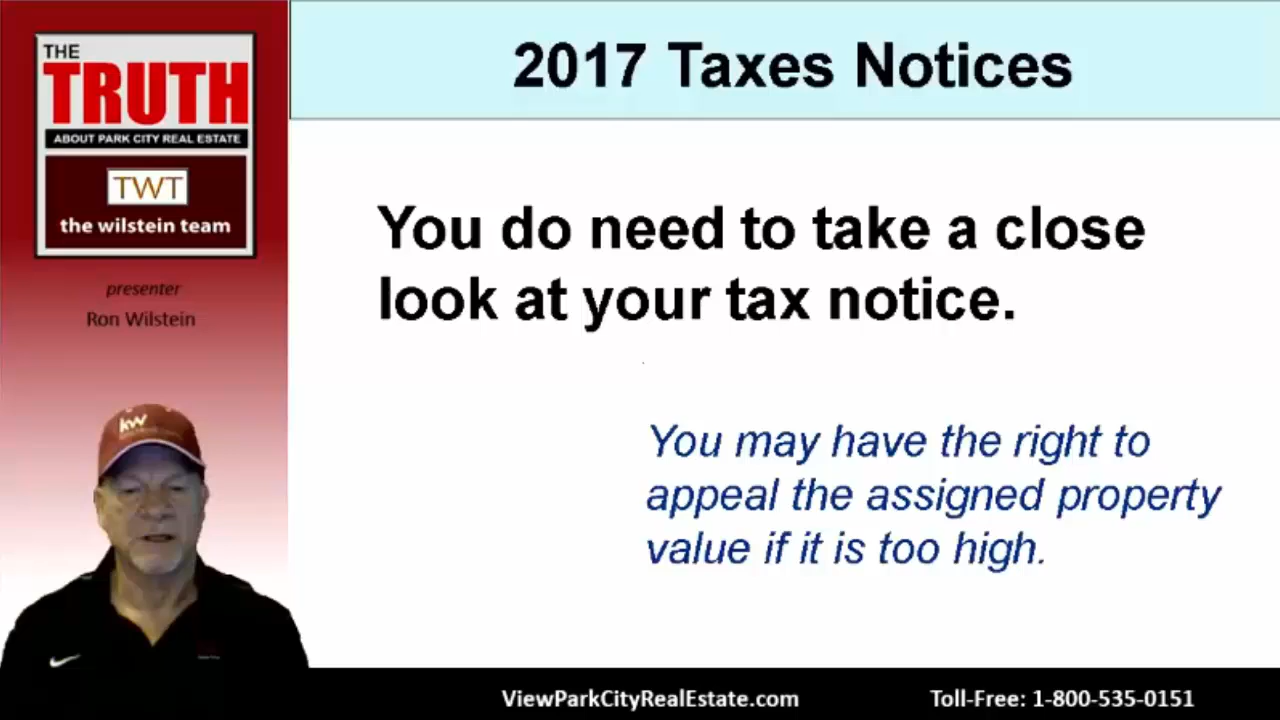 THE
TRUTH
ABOUT PARK CITY REAL ESTATE
TWT
the wilstein team
presenter
Ron Wilstein
kw
2017 Taxes Notices
You do need to take a close
look at your tax notice.
You may have the right to
appeal the assigned property
value if it is too high.
ViewParkCityRealEstate.com
Toll-Free: 1-800-535-0151